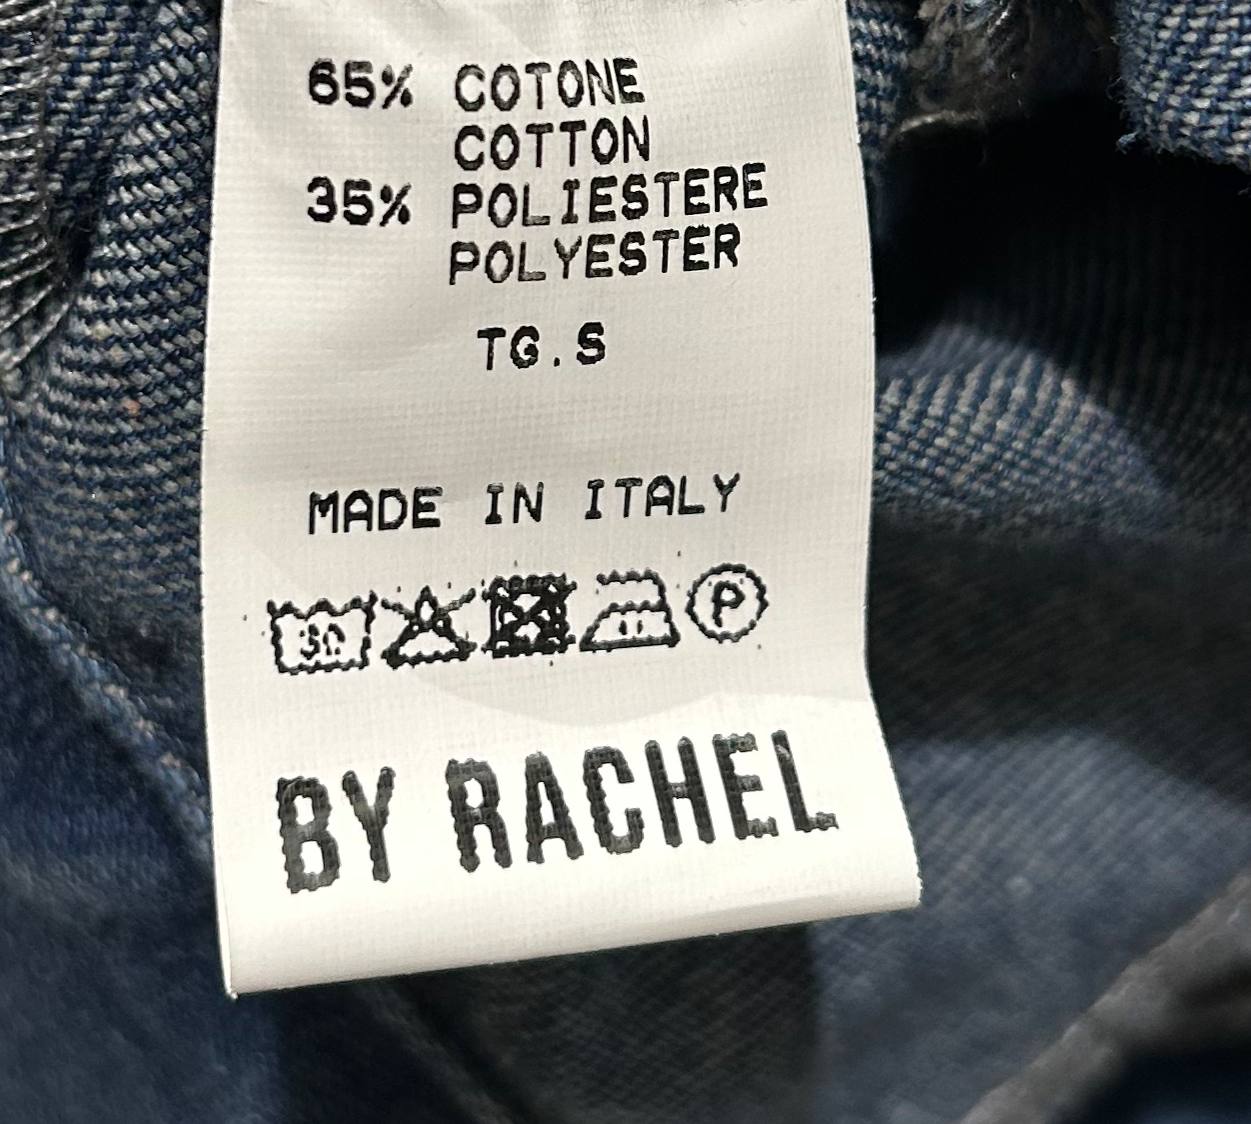 65% COTONE
COTTON
35% POLIESTERE
POLYESTER
TG.S
MADE IN ITALY
30 P
BY RACHEL